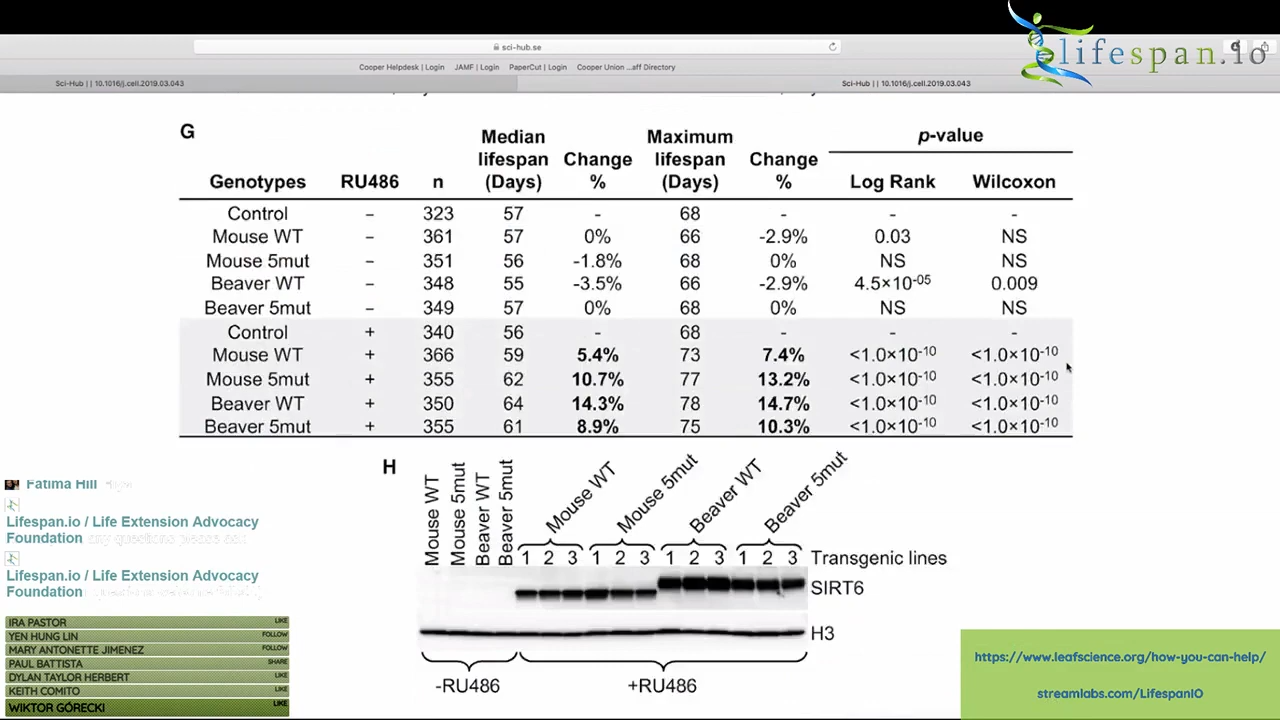 lifespan.io
sci-hub.se
Cooper Helpdesk | Login JAMF | Login PaperCut | Login Cooper Union ...aff Directory
Sci-Hub | | 10.1016/j.cell.2019.03.043 Sci-Hub | | 10.1016/j.cell.2019.03.043
G
Median Maximum p-value
lifespan Change lifespan Change
Genotypes RU486 n (Days) % (Days) % Log Rank Wilcoxon
Control – 323 57 - 68 - - -
Mouse WT – 361 57 0% 66 -2.9% 0.03 NS
Mouse 5mut – 351 56 -1.8% 68 0% NS NS
Beaver WT – 348 55 -3.5% 66 -2.9% 4.5×10⁻⁰⁵ 0.009
Beaver 5mut – 349 57 0% 68 0% NS NS
Control + 340 56 - 68 - - -
Mouse WT + 366 59 5.4% 73 7.4% <1.0×10⁻¹⁰ <1.0×10⁻¹⁰
Mouse 5mut + 355 62 10.7% 77 13.2% <1.0×10⁻¹⁰ <1.0×10⁻¹⁰
Beaver WT + 350 64 14.3% 78 14.7% <1.0×10⁻¹⁰ <1.0×10⁻¹⁰
Beaver 5mut + 355 61 8.9% 75 10.3% <1.0×10⁻¹⁰ <1.0×10⁻¹⁰
H
Mouse WT Mouse 5mut Beaver WT Beaver 5mut Mouse WT Mouse 5mut Beaver WT Beaver 5mut
1 2 3 1 2 3 1 2 3 1 2 3 Transgenic lines
SIRT6
H3
-RU486 +RU486
Fatima Hill
Lifespan.io / Life Extension Advocacy
Foundation any questions please ask
Lifespan.io / Life Extension Advocacy
Foundation
IRA PASTOR LIKE
YEN HUNG LIN FOLLOW
MARY ANTONETTE JIMENEZ FOLLOW
PAUL BATTISTA SHARE
DYLAN TAYLOR HERBERT LIKE
KEITH COMITO LIKE
WIKTOR GÓRECKI LIKE
https://www.leafscience.org/how-you-can-help/
streamlabs.com/LifespanIO